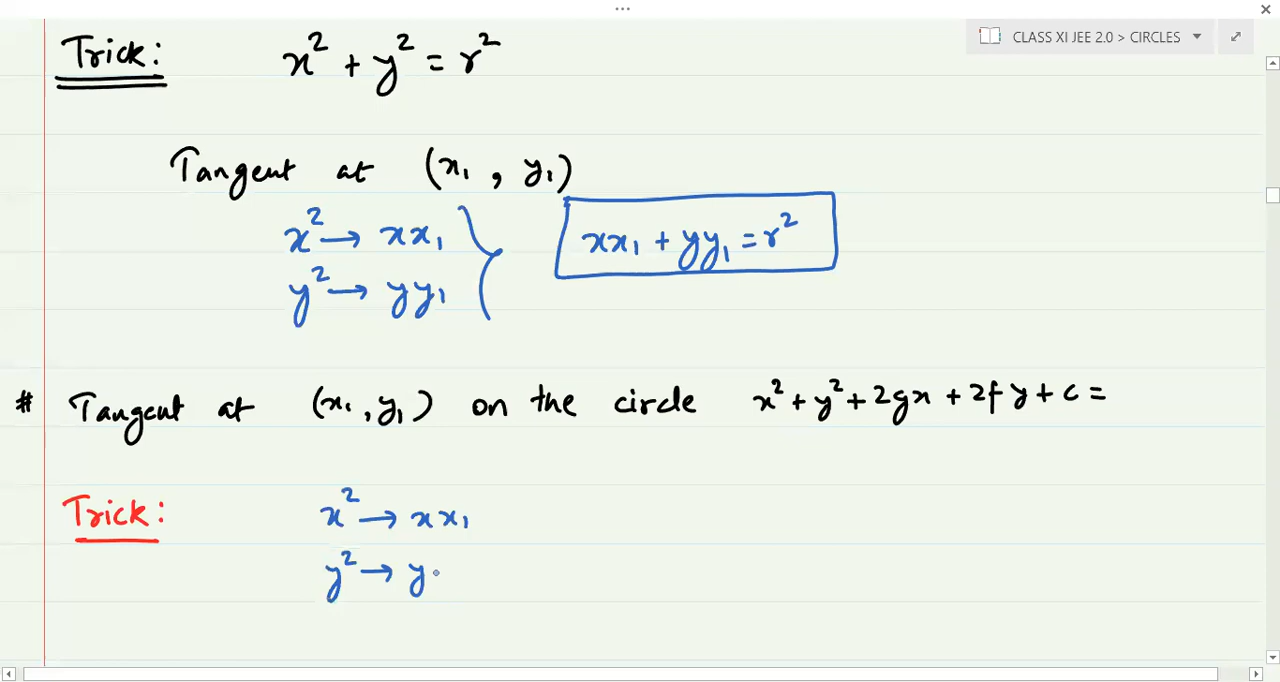 CLASS XI JEE 2.0 > CIRCLES
Trick: x² + y² = r²
Tangent at (x₁, y₁)
x² → xx₁
xx₁ + yy₁ = r²
y² → yy₁
# Tangent at (x₁, y₁) on the circle x² + y² + 2gx + 2fy + c =
Trick: x² → xx₁
y² → y